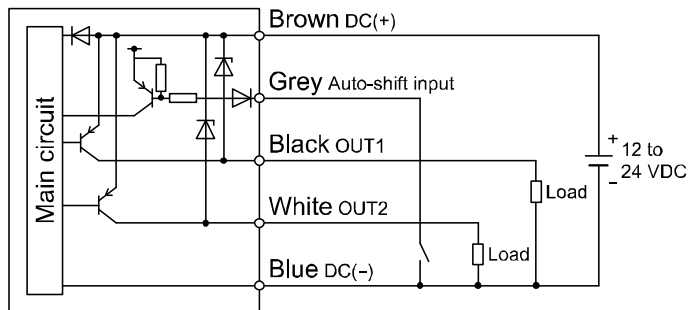 Main circuit
Brown DC(+)
Grey Auto-shift input
Black OUT1
White OUT2
Blue DC(−)
Load
Load
+
12 to
24 VDC
−